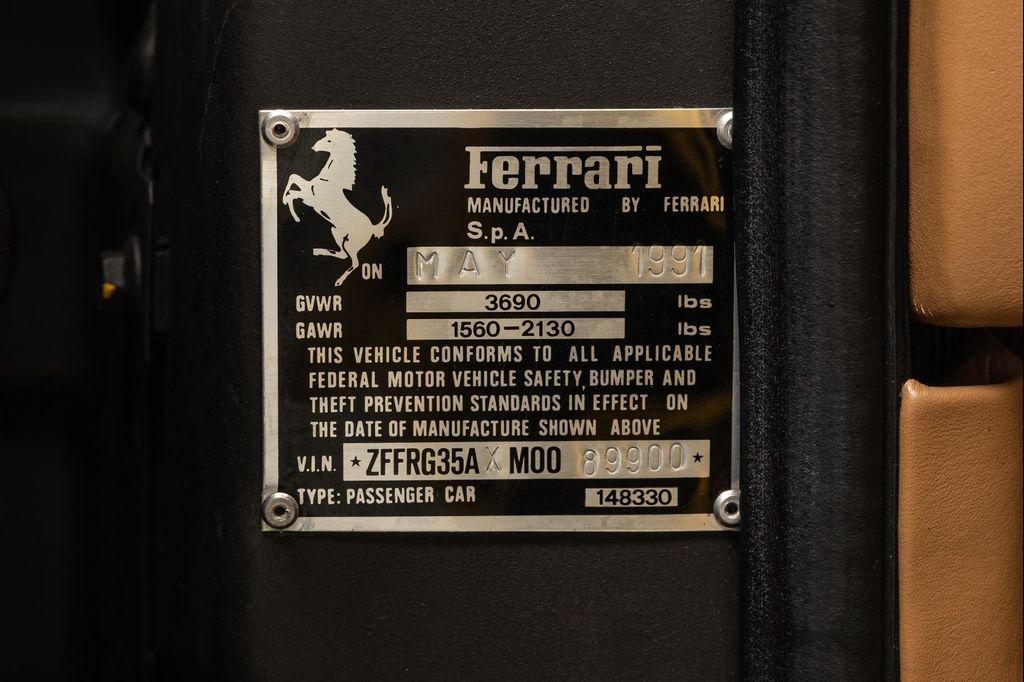 Ferrari
MANUFACTURED BY FERRARI
S.p.A.
ON MAY 1991
GVWR 3690 lbs
GAWR 1560-2130 lbs
THIS VEHICLE CONFORMS TO ALL APPLICABLE
FEDERAL MOTOR VEHICLE SAFETY, BUMPER AND
THEFT PREVENTION STANDARDS IN EFFECT ON
THE DATE OF MANUFACTURE SHOWN ABOVE
V.I.N. ★ ZFFRG35A X M00 89900 ★
TYPE: PASSENGER CAR 148330